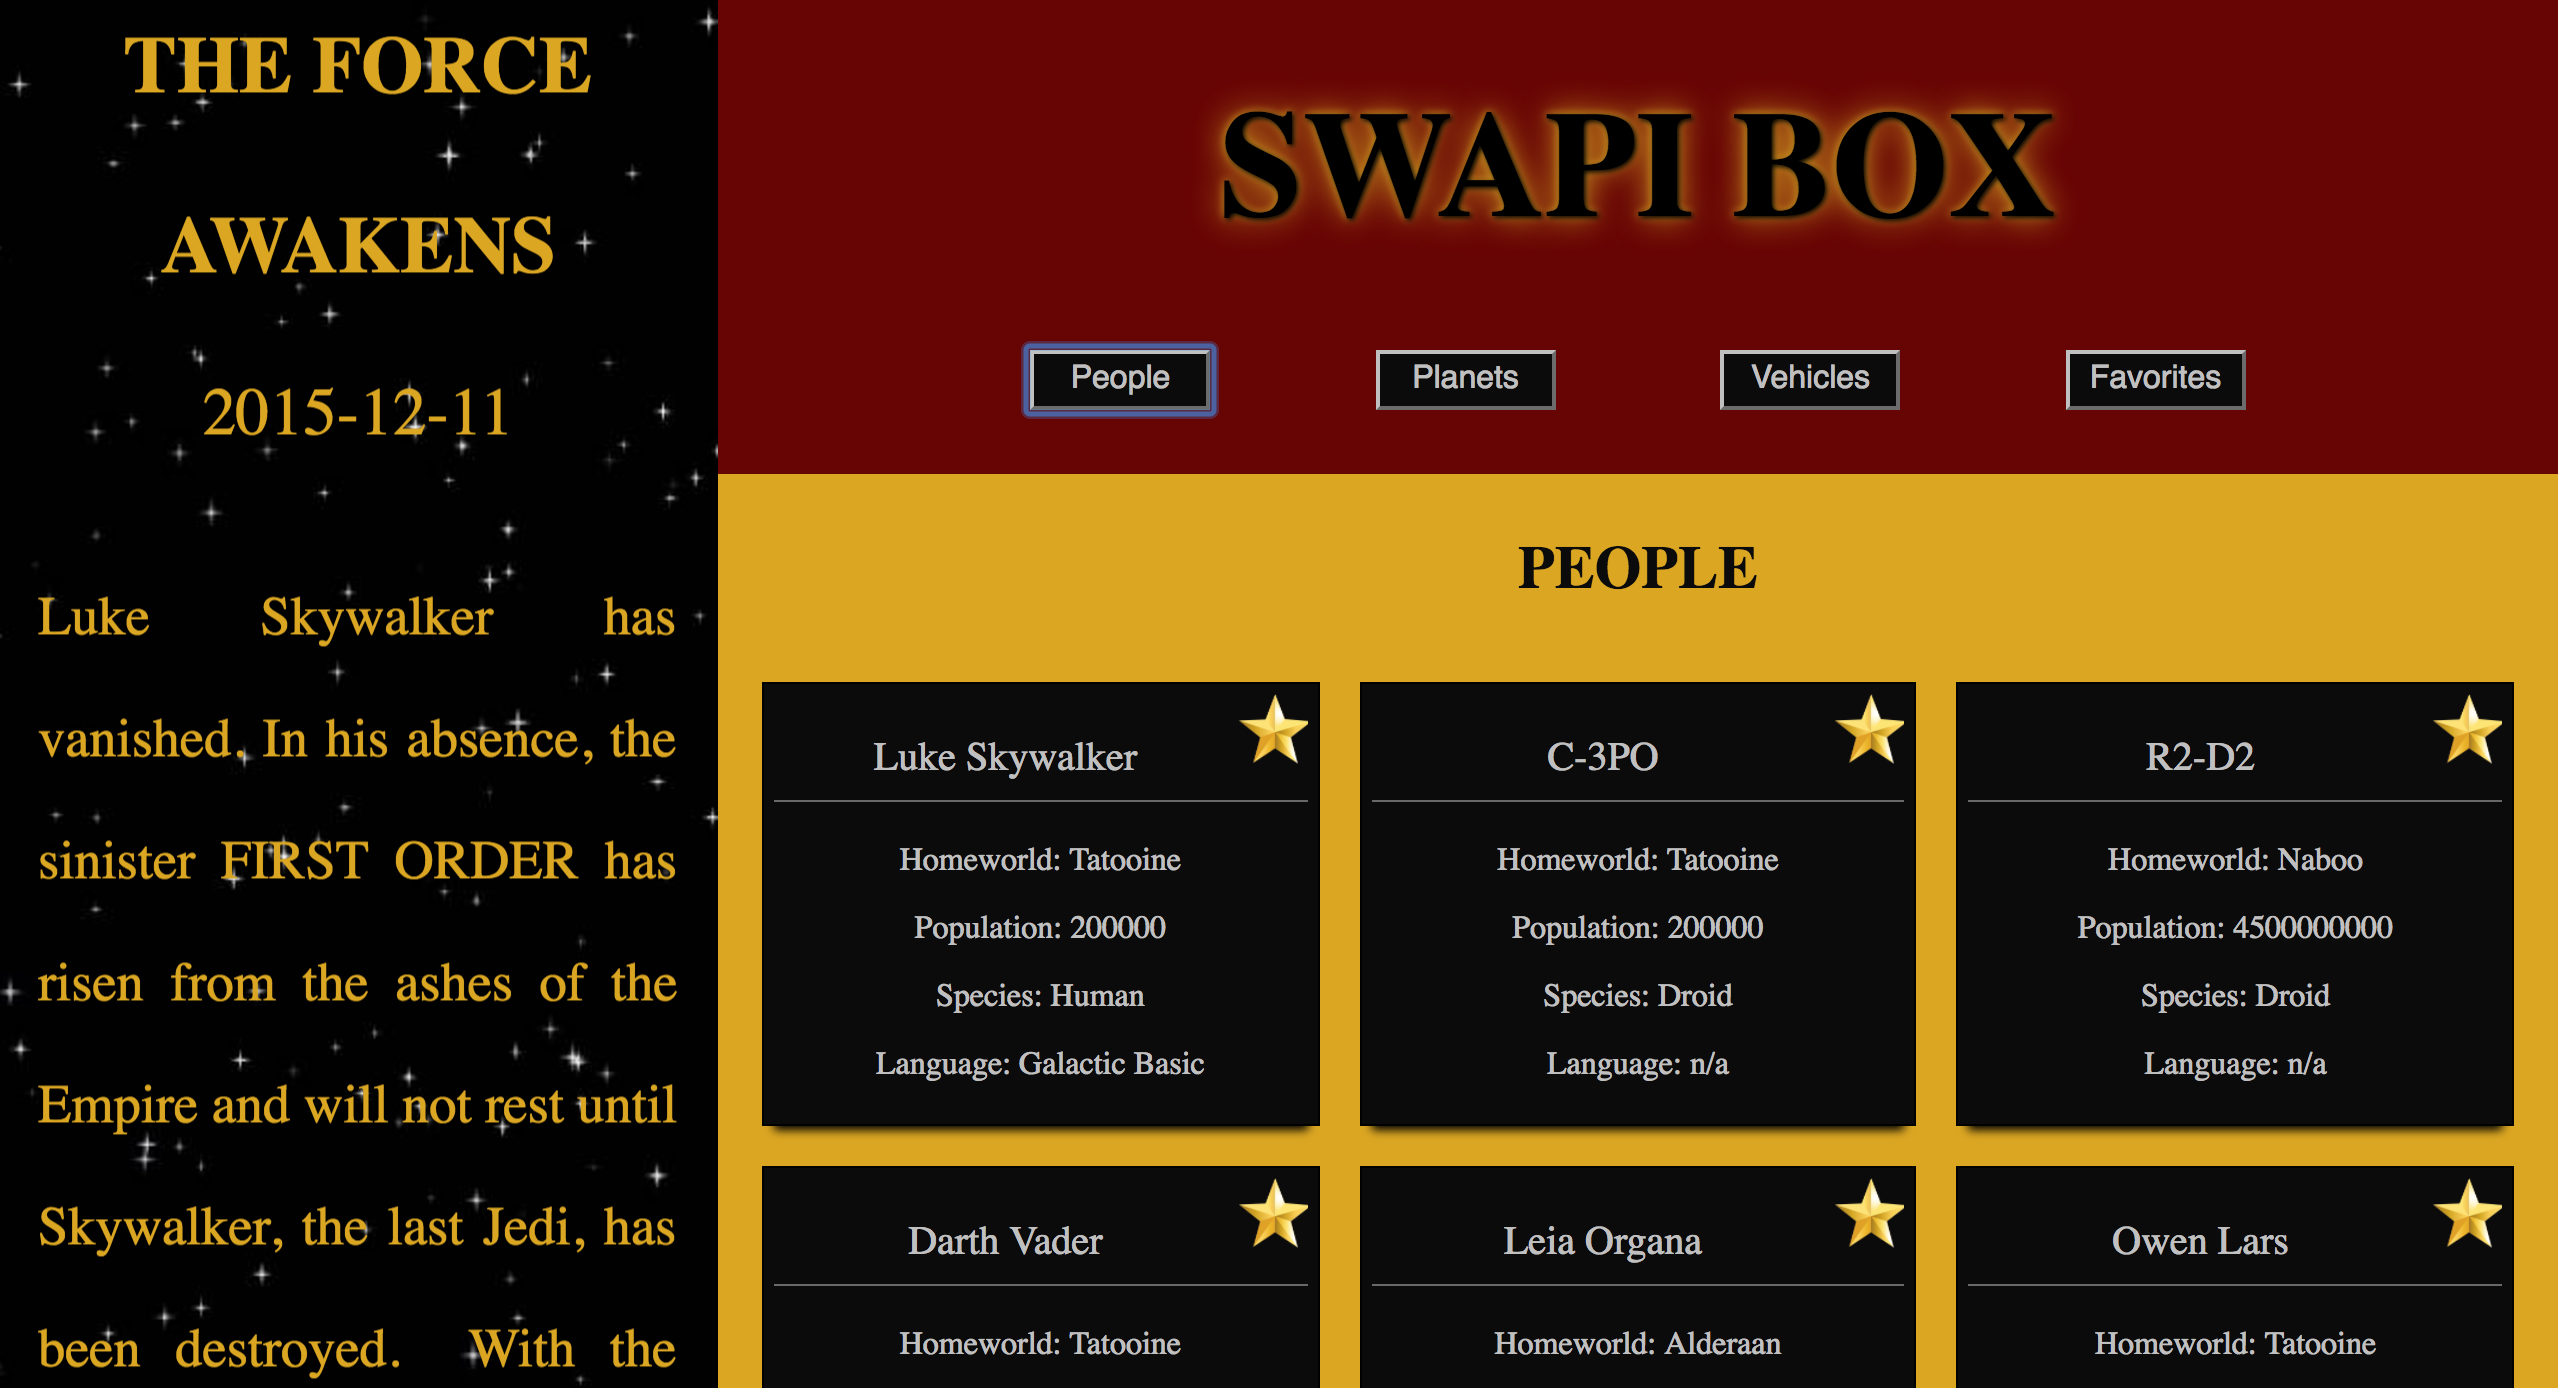 THE FORCE
AWAKENS
2015-12-11
Luke Skywalker has
vanished. In his absence, the
sinister FIRST ORDER has
risen from the ashes of the
Empire and will not rest until
Skywalker, the last Jedi, has
been destroyed. With the
SWAPI BOX
People
Planets
Vehicles
Favorites
PEOPLE
Luke Skywalker
Homeworld: Tatooine
Population: 200000
Species: Human
Language: Galactic Basic
C-3PO
Homeworld: Tatooine
Population: 200000
Species: Droid
Language: n/a
R2-D2
Homeworld: Naboo
Population: 4500000000
Species: Droid
Language: n/a
Darth Vader
Homeworld: Tatooine
Leia Organa
Homeworld: Alderaan
Owen Lars
Homeworld: Tatooine